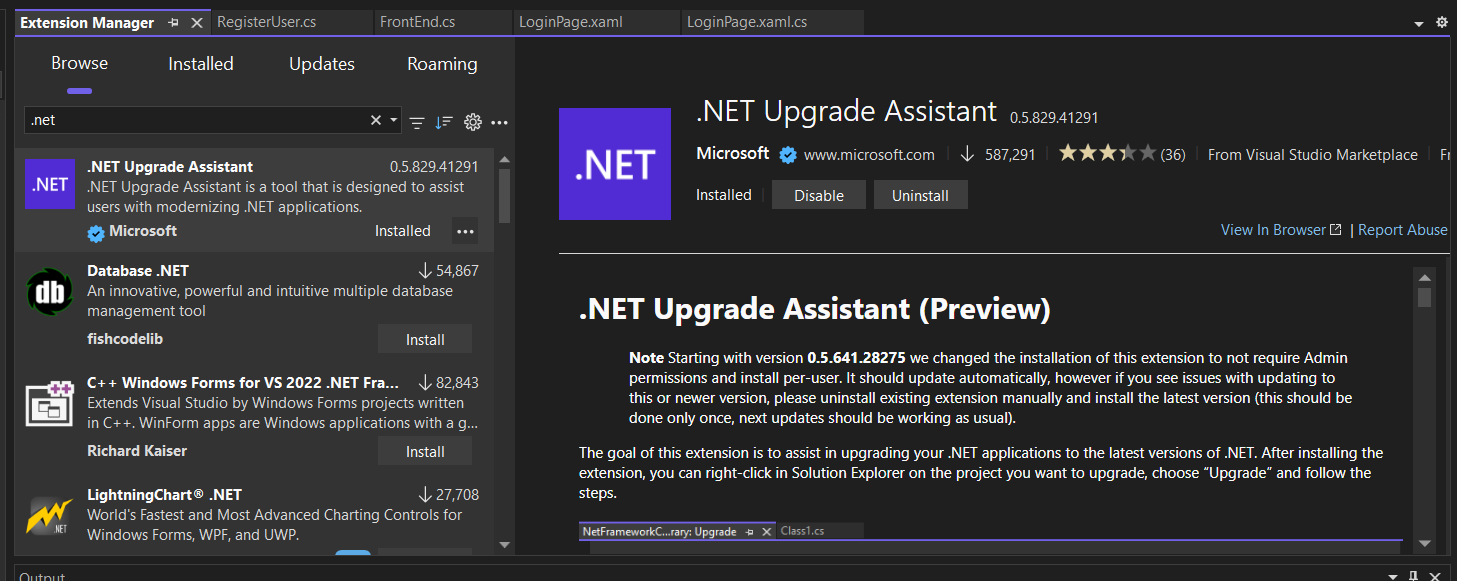 Extension Manager
RegisterUser.cs
FrontEnd.cs
LoginPage.xaml
LoginPage.xaml.cs
Browse
Installed
Updates
Roaming
.net
.NET
.NET Upgrade Assistant
0.5.829.41291
.NET Upgrade Assistant is a tool that is designed to assist
users with modernizing .NET applications.
Microsoft
Installed
db
Database .NET
54,867
An innovative, powerful and intuitive multiple database
management tool
fishcodelib
Install
C++ Windows Forms for VS 2022 .NET Fra...
82,843
Extends Visual Studio by Windows Forms projects written
in C++. WinForm apps are Windows applications with a g...
Richard Kaiser
Install
.NET
LightningChart® .NET
27,708
World's Fastest and Most Advanced Charting Controls for
Windows Forms, WPF, and UWP.
.NET
.NET Upgrade Assistant 0.5.829.41291
Microsoft www.microsoft.com 587,291 (36) From Visual Studio Marketplace
Installed
Disable
Uninstall
View In Browser | Report Abuse
.NET Upgrade Assistant (Preview)
Note Starting with version 0.5.641.28275 we changed the installation of this extension to not require Admin
permissions and install per-user. It should update automatically, however if you see issues with updating to
this or newer version, please uninstall existing extension manually and install the latest version (this should be
done only once, next updates should be working as usual).
The goal of this extension is to assist in upgrading your .NET applications to the latest versions of .NET. After installing the
extension, you can right-click in Solution Explorer on the project you want to upgrade, choose “Upgrade” and follow the
steps.
NetFrameworkC...rary: Upgrade
Class1.cs
Output